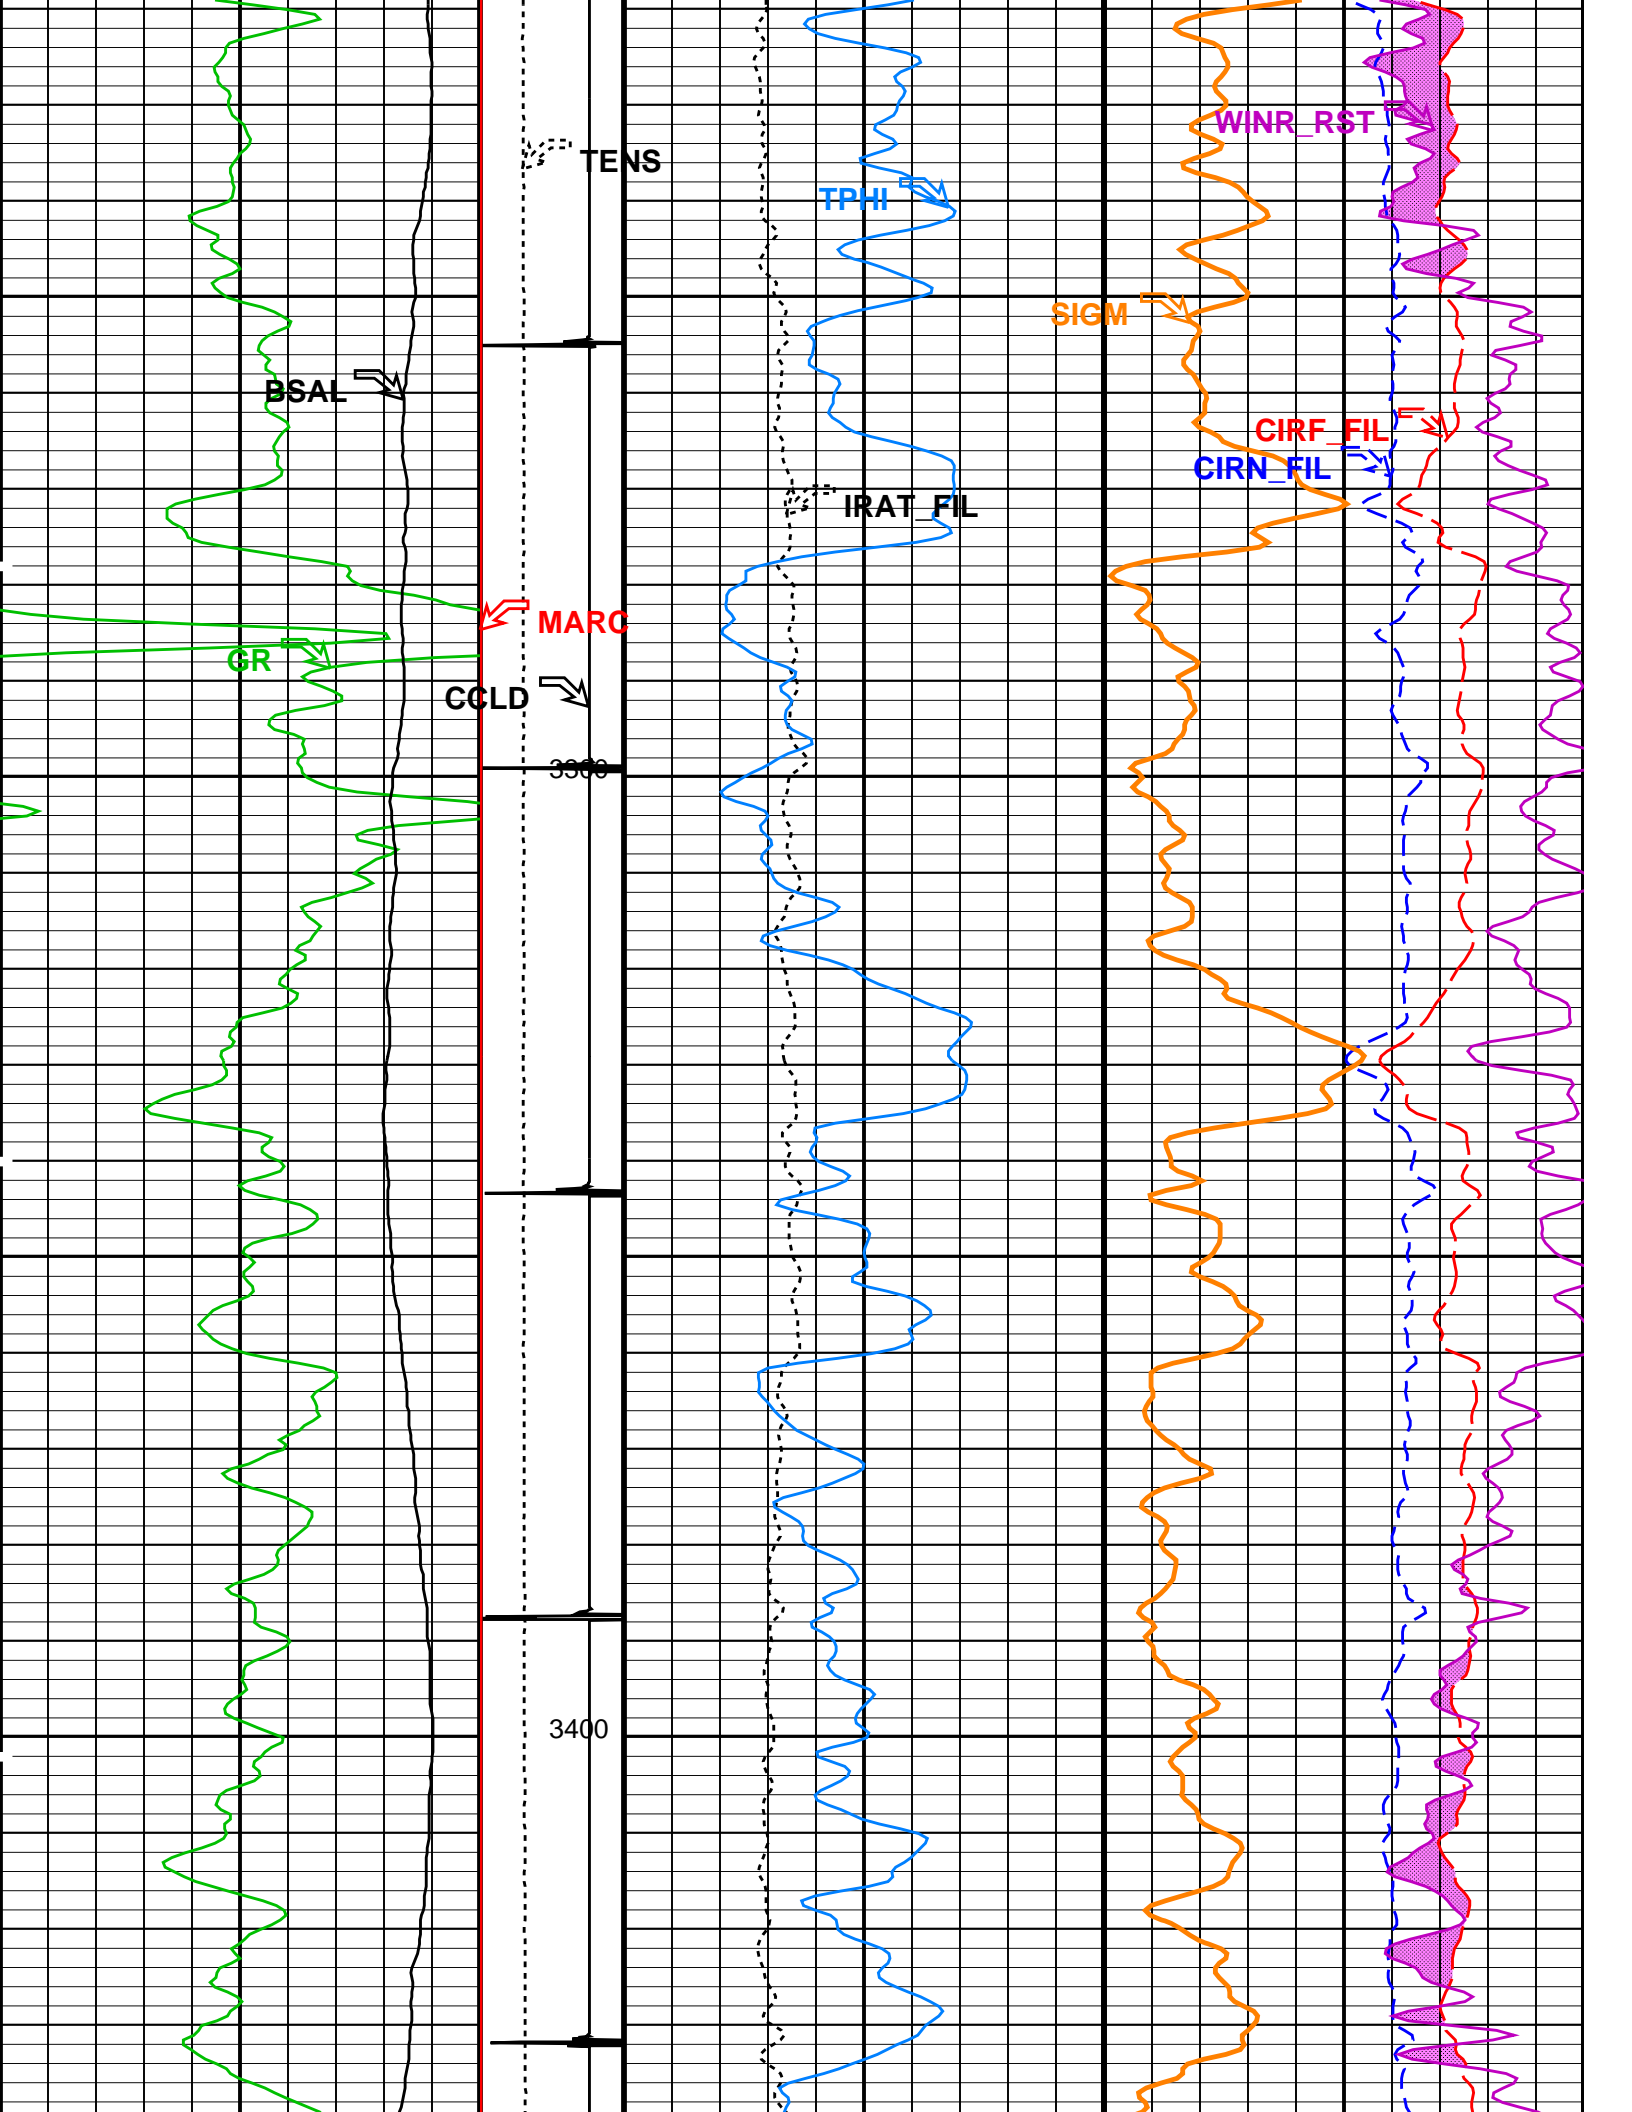 WINR_RST
TENS
TPHI
SIGM
BSAL
CIRF_FIL
CIRN_FIL
IRAT_FIL
MARC
GR
CCLD
3300
3400